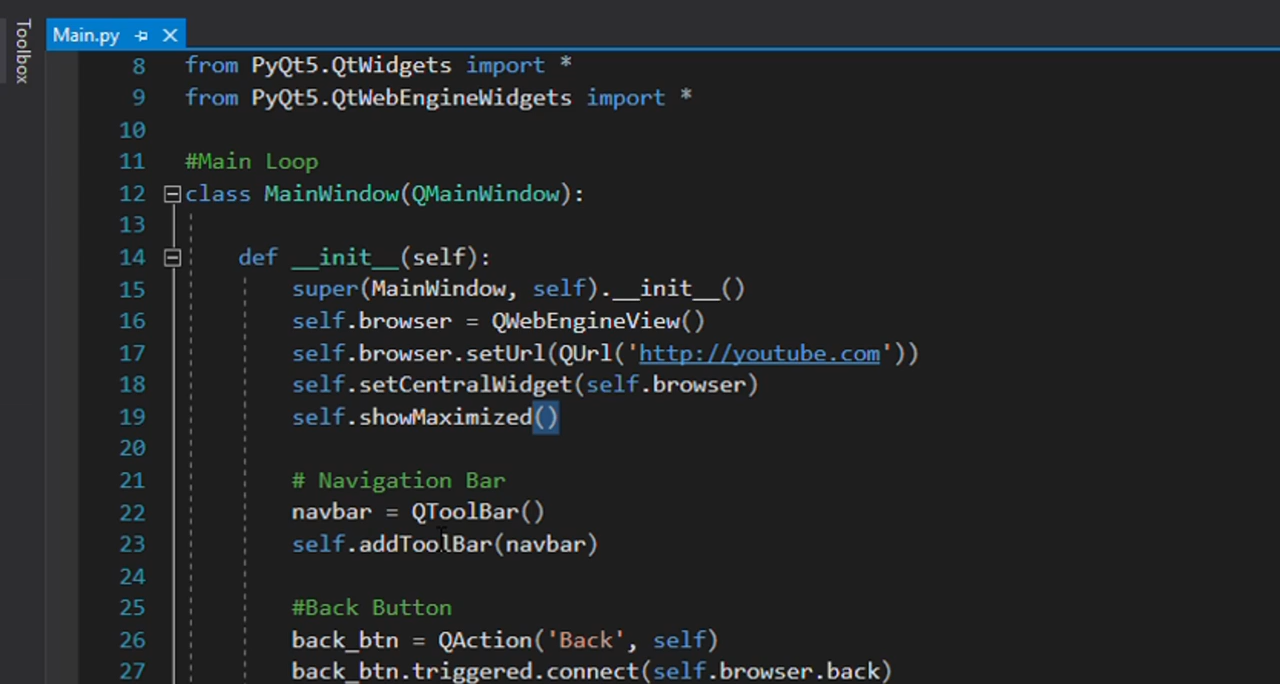 Toolbox
Main.py
8 from PyQt5.QtWidgets import *
9 from PyQt5.QtWebEngineWidgets import *
10
11 #Main Loop
12 class MainWindow(QMainWindow):
13
14 def __init__(self):
15 super(MainWindow, self).__init__()
16 self.browser = QWebEngineView()
17 self.browser.setUrl(QUrl('http://youtube.com'))
18 self.setCentralWidget(self.browser)
19 self.showMaximized()
20
21 # Navigation Bar
22 navbar = QToolBar()
23 self.addToolBar(navbar)
24
25 #Back Button
26 back_btn = QAction('Back', self)
27 back_btn.triggered.connect(self.browser.back)